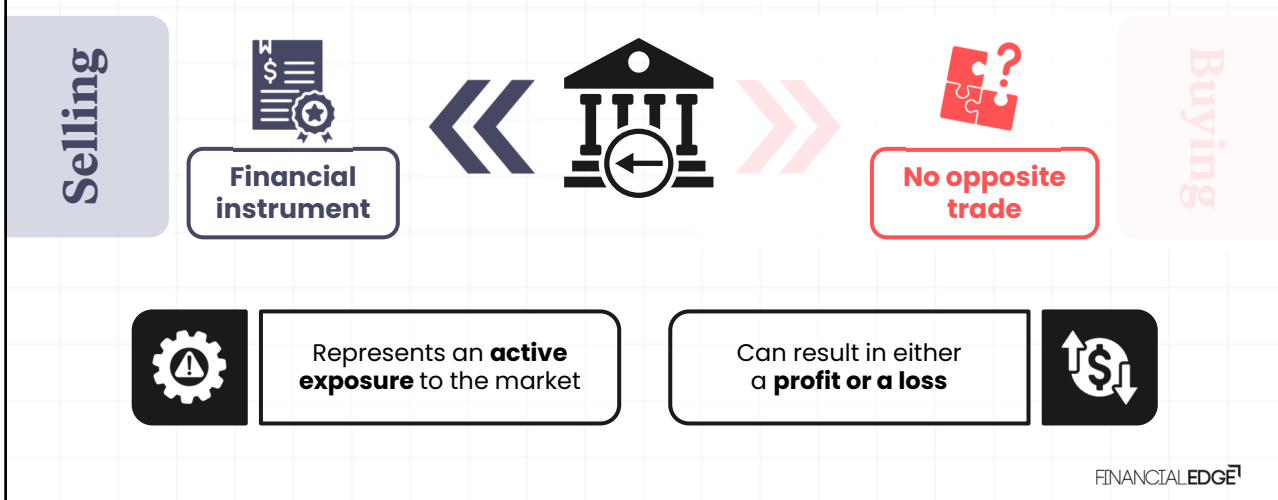 Selling
Financial
instrument
$
?
No opposite
trade
Buying
Represents an active
exposure to the market
Can result in either
a profit or a loss
$
FINANCIALEDGE